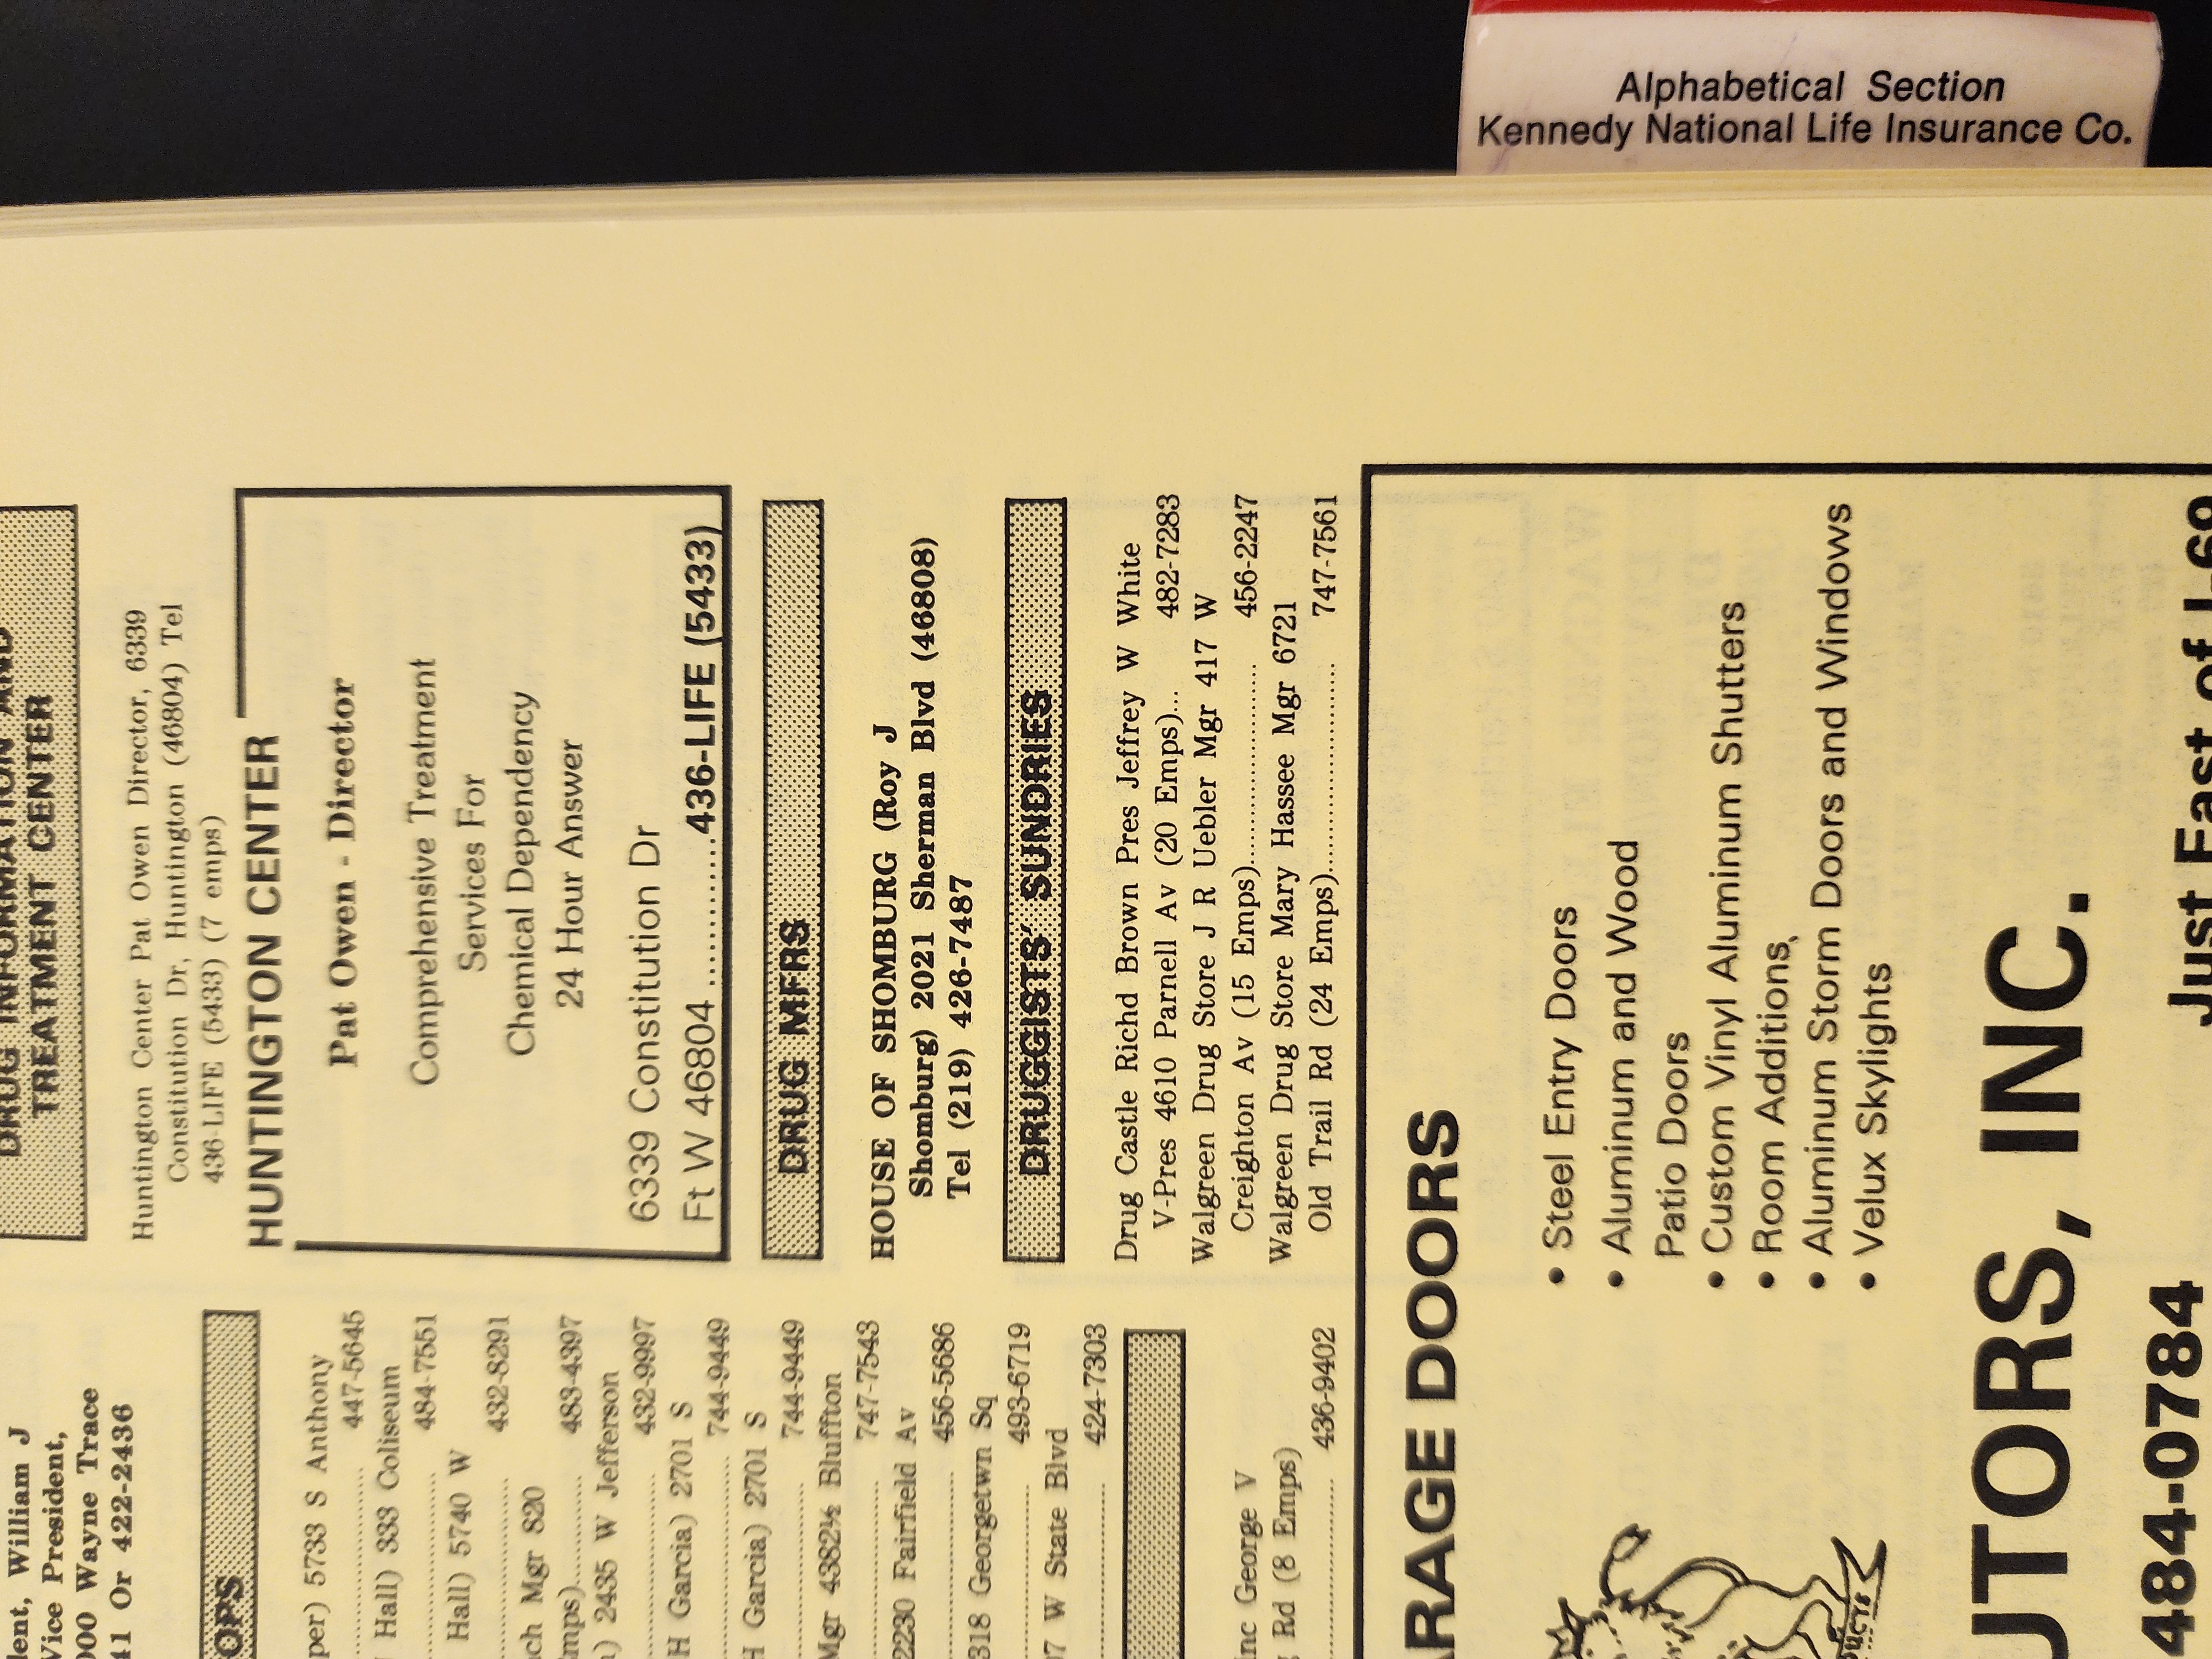 Alphabetical Section
Kennedy National Life Insurance Co.
lent, William J
Vice President,
000 Wayne Trace
41 Or 422-2436
OPS
per) 5733 S Anthony
447-5645
Hall) 333 Coliseum
484-7551
Hall) 5740 W
432-8291
ch Mgr 820
mps) 483-4397
) 2435 W Jefferson
432-9997
H Garcia) 2701 S
744-9449
H Garcia) 2701 S
744-9449
Mgr 4382½ Bluffton
747-7543
2230 Fairfield Av
456-5686
318 Georgetwn Sq
493-6719
07 W State Blvd
424-7303
Inc George V
Rd (8 Emps)
436-9402
DRUG INFORMATION AND
TREATMENT CENTER
Huntington Center Pat Owen Director, 6339
Constitution Dr, Huntington (46804) Tel
436-LIFE (5433) (7 emps)
HUNTINGTON CENTER
Pat Owen - Director
Comprehensive Treatment
Services For
Chemical Dependency
24 Hour Answer
6339 Constitution Dr
Ft W 46804 ..............436-LIFE (5433)
DRUG MFRS
HOUSE OF SHOMBURG (Roy J
Shomburg) 2021 Sherman Blvd (46808)
Tel (219) 426-7487
DRUGGISTS' SUNDRIES
Drug Castle Richd Brown Pres Jeffrey W White
V-Pres 4610 Parnell Av (20 Emps)... 482-7283
Walgreen Drug Store J R Uebler Mgr 417 W
Creighton Av (15 Emps)........................ 456-2247
Walgreen Drug Store Mary Hassee Mgr 6721
Old Trail Rd (24 Emps)......................... 747-7561
ARAGE DOORS
• Steel Entry Doors
• Aluminum and Wood
Patio Doors
• Custom Vinyl Aluminum Shutters
• Room Additions
• Aluminum Storm Doors and Windows
• Velux Skylights
UTORS, INC.
484-0784 Just East of I-69